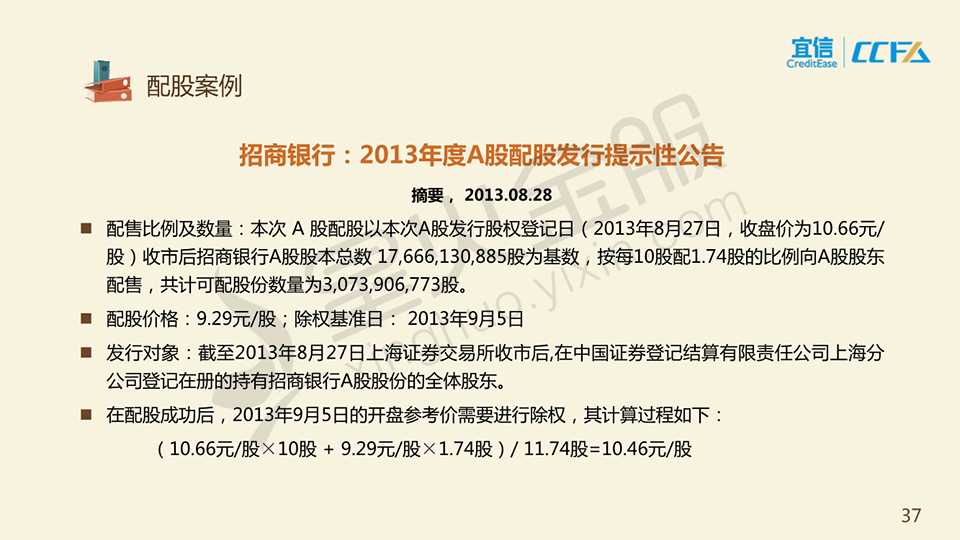 宜信
CreditEase
CCFA
配股案例
招商银行：2013年度A股配股发行提示性公告
摘要， 2013.08.28
■ 配售比例及数量：本次 A 股配股以本次A股发行股权登记日（2013年8月27日，收盘价为10.66元/
股）收市后招商银行A股股本总数 17,666,130,885股为基数，按每10股配1.74股的比例向A股股东
配售，共计可配股份数量为3,073,906,773股。
■ 配股价格：9.29元/股；除权基准日： 2013年9月5日
■ 发行对象：截至2013年8月27日上海证券交易所收市后,在中国证券登记结算有限责任公司上海分
公司登记在册的持有招商银行A股股份的全体股东。
■ 在配股成功后，2013年9月5日的开盘参考价需要进行除权，其计算过程如下：
（10.66元/股×10股 + 9.29元/股×1.74股）/ 11.74股=10.46元/股
星火金服
xinghuo.yixin.com
37